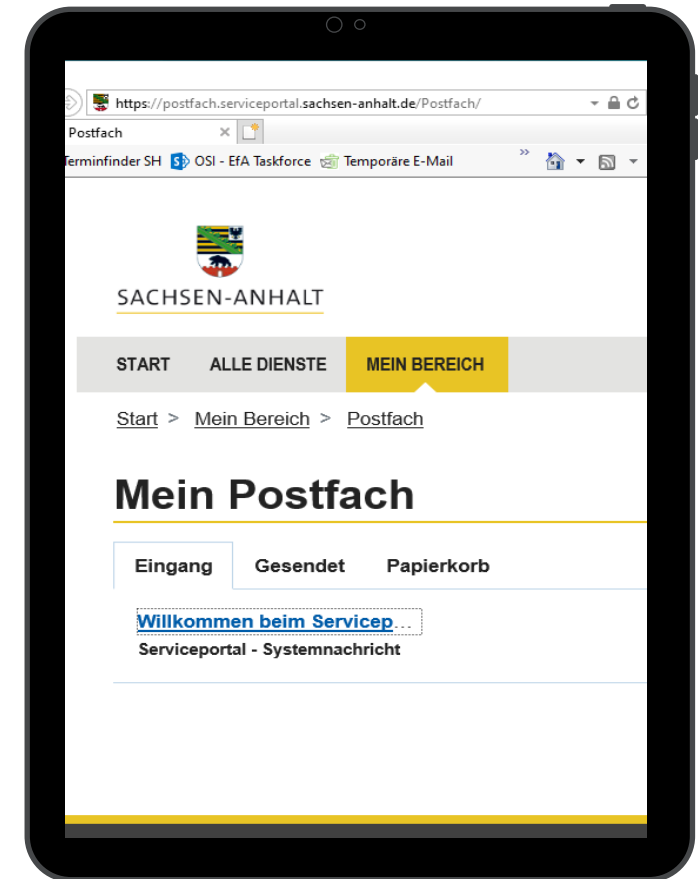 https://postfach.serviceportal.sachsen-anhalt.de/Postfach/
Postfach
Terminfinder SH OSI - EfA Taskforce Temporäre E-Mail »
SACHSEN-ANHALT
START ALLE DIENSTE MEIN BEREICH
Start > Mein Bereich > Postfach
Mein Postfach
Eingang Gesendet Papierkorb
Willkommen beim Servicep...
Serviceportal - Systemnachricht